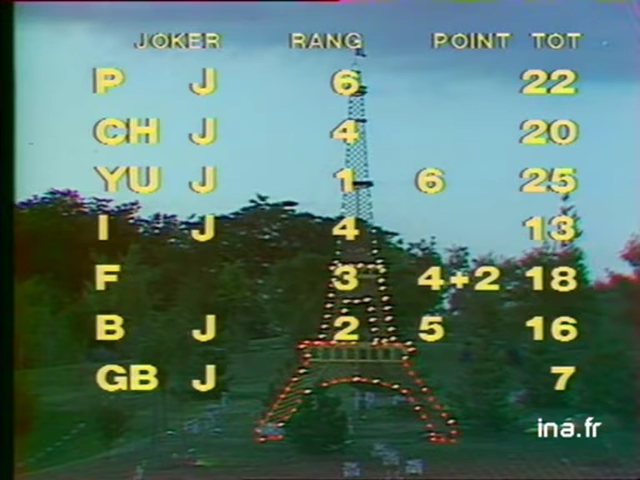 JOKER RANG POINT TOT
P J 6 22
CH J 4 20
YU J 1 6 25
I J 4 13
F 3 4+2 18
B J 2 5 16
GB J 7
ina.fr